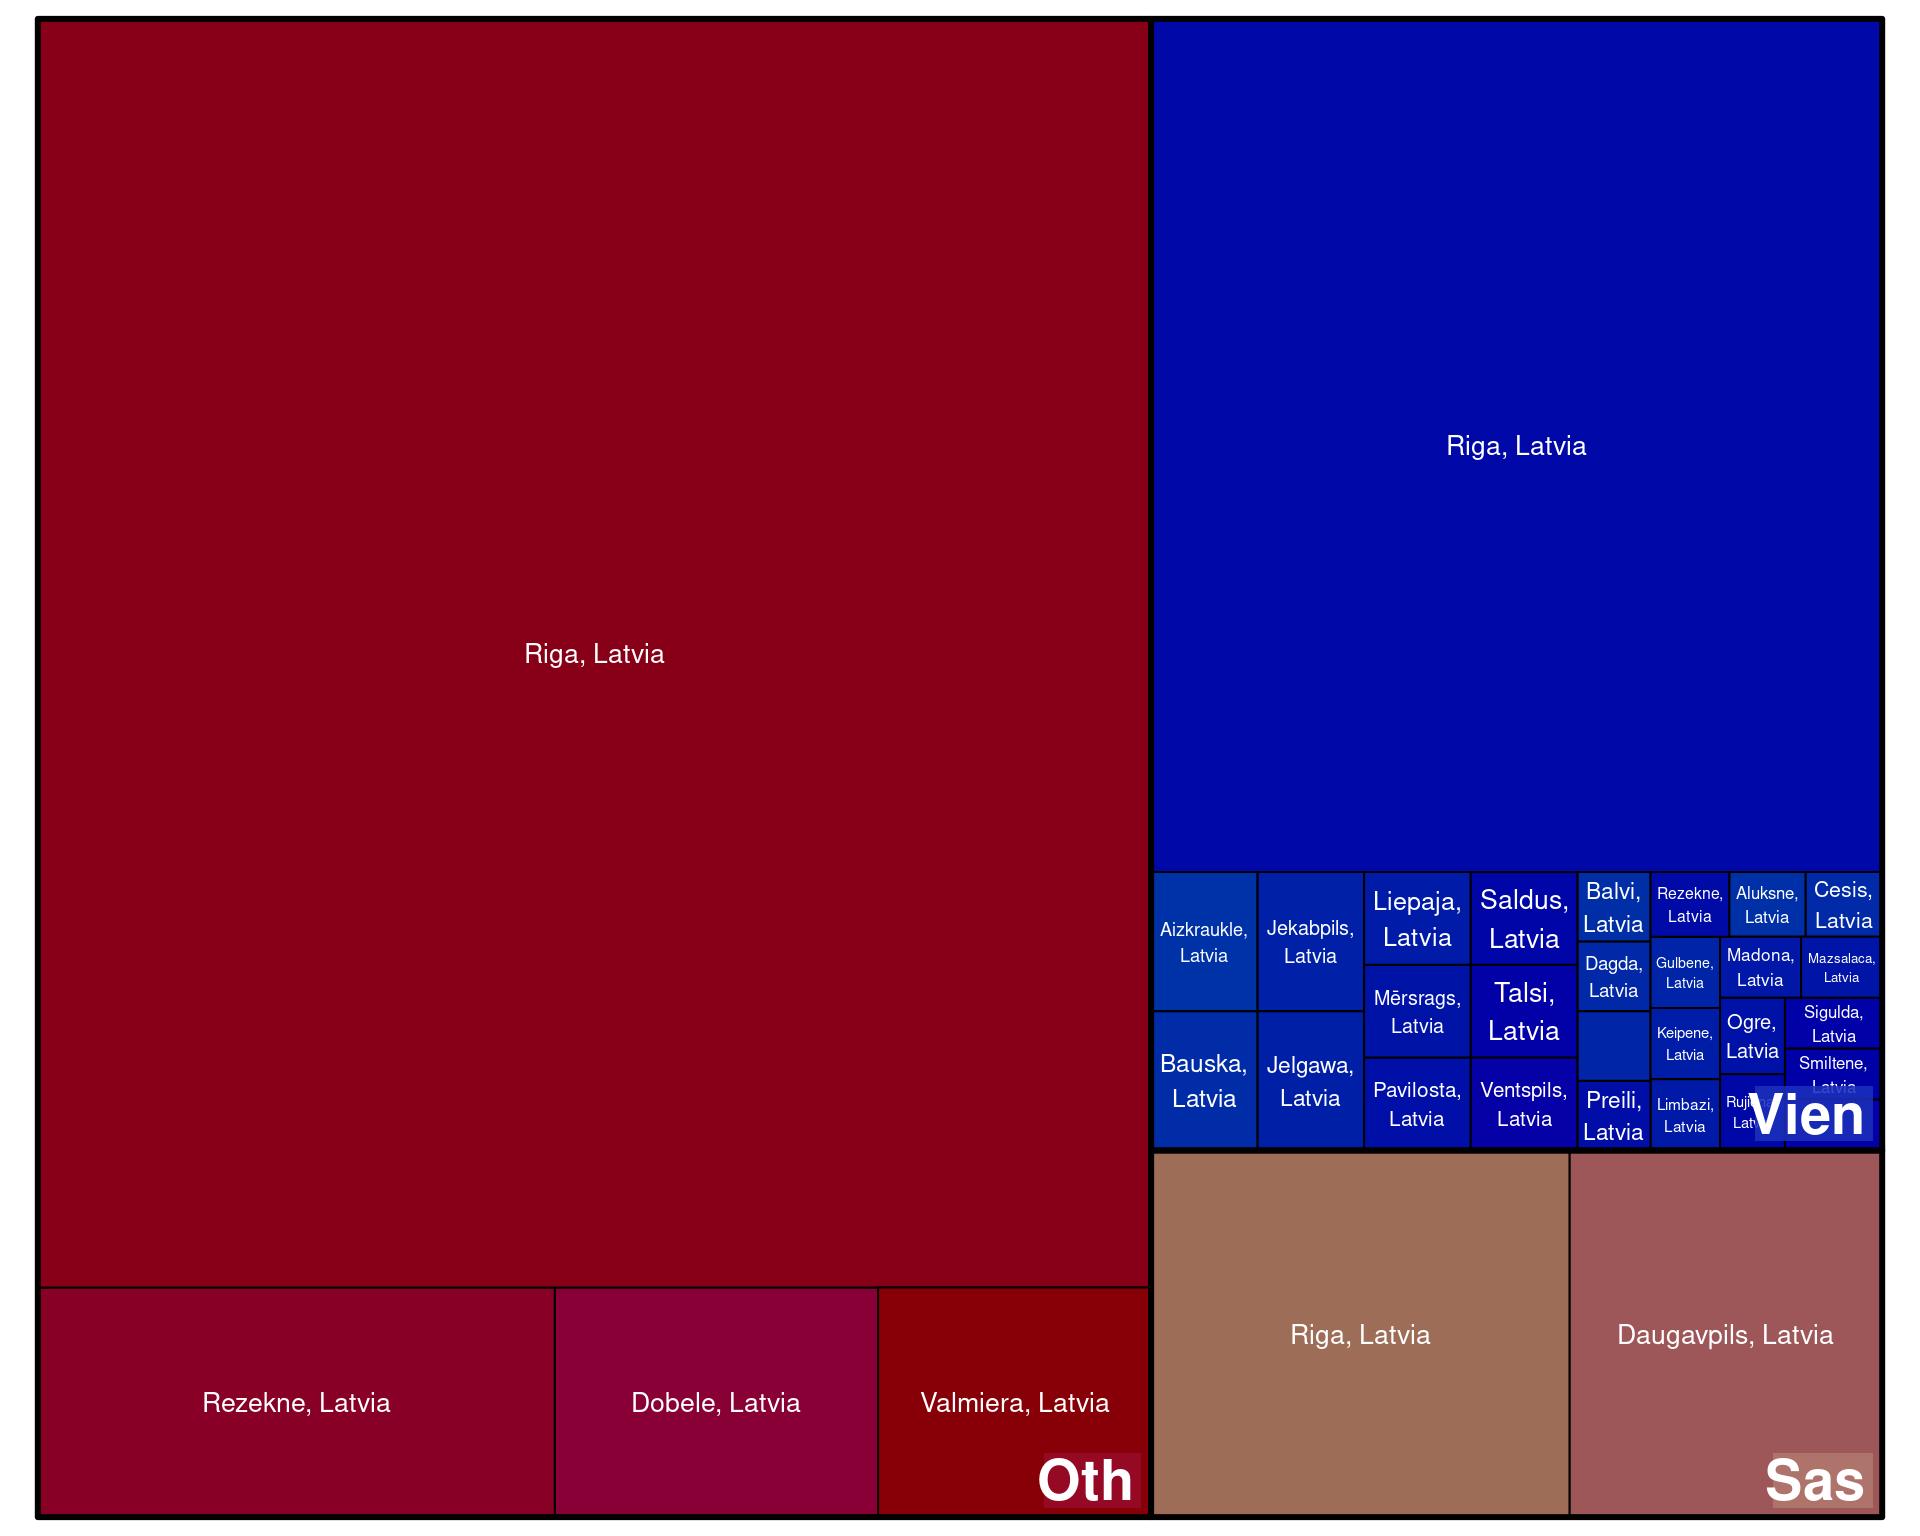 Riga, Latvia
Rezekne, Latvia
Dobele, Latvia
Valmiera, Latvia
Oth
Riga, Latvia
Aizkraukle,
Latvia
Bauska,
Latvia
Jekabpils,
Latvia
Jelgawa,
Latvia
Liepaja,
Latvia
Mērsrags,
Latvia
Pavilosta,
Latvia
Saldus,
Latvia
Talsi,
Latvia
Ventspils,
Latvia
Balvi,
Latvia
Dagda,
Latvia
Preili,
Latvia
Rezekne,
Latvia
Aluksne,
Latvia
Cesis,
Latvia
Gulbene,
Latvia
Keipene,
Latvia
Limbazi,
Latvia
Madona,
Latvia
Mazsalaca,
Latvia
Ogre,
Latvia
Sigulda,
Latvia
Smiltene,
Latvia
Vien
Riga, Latvia
Daugavpils, Latvia
Sas